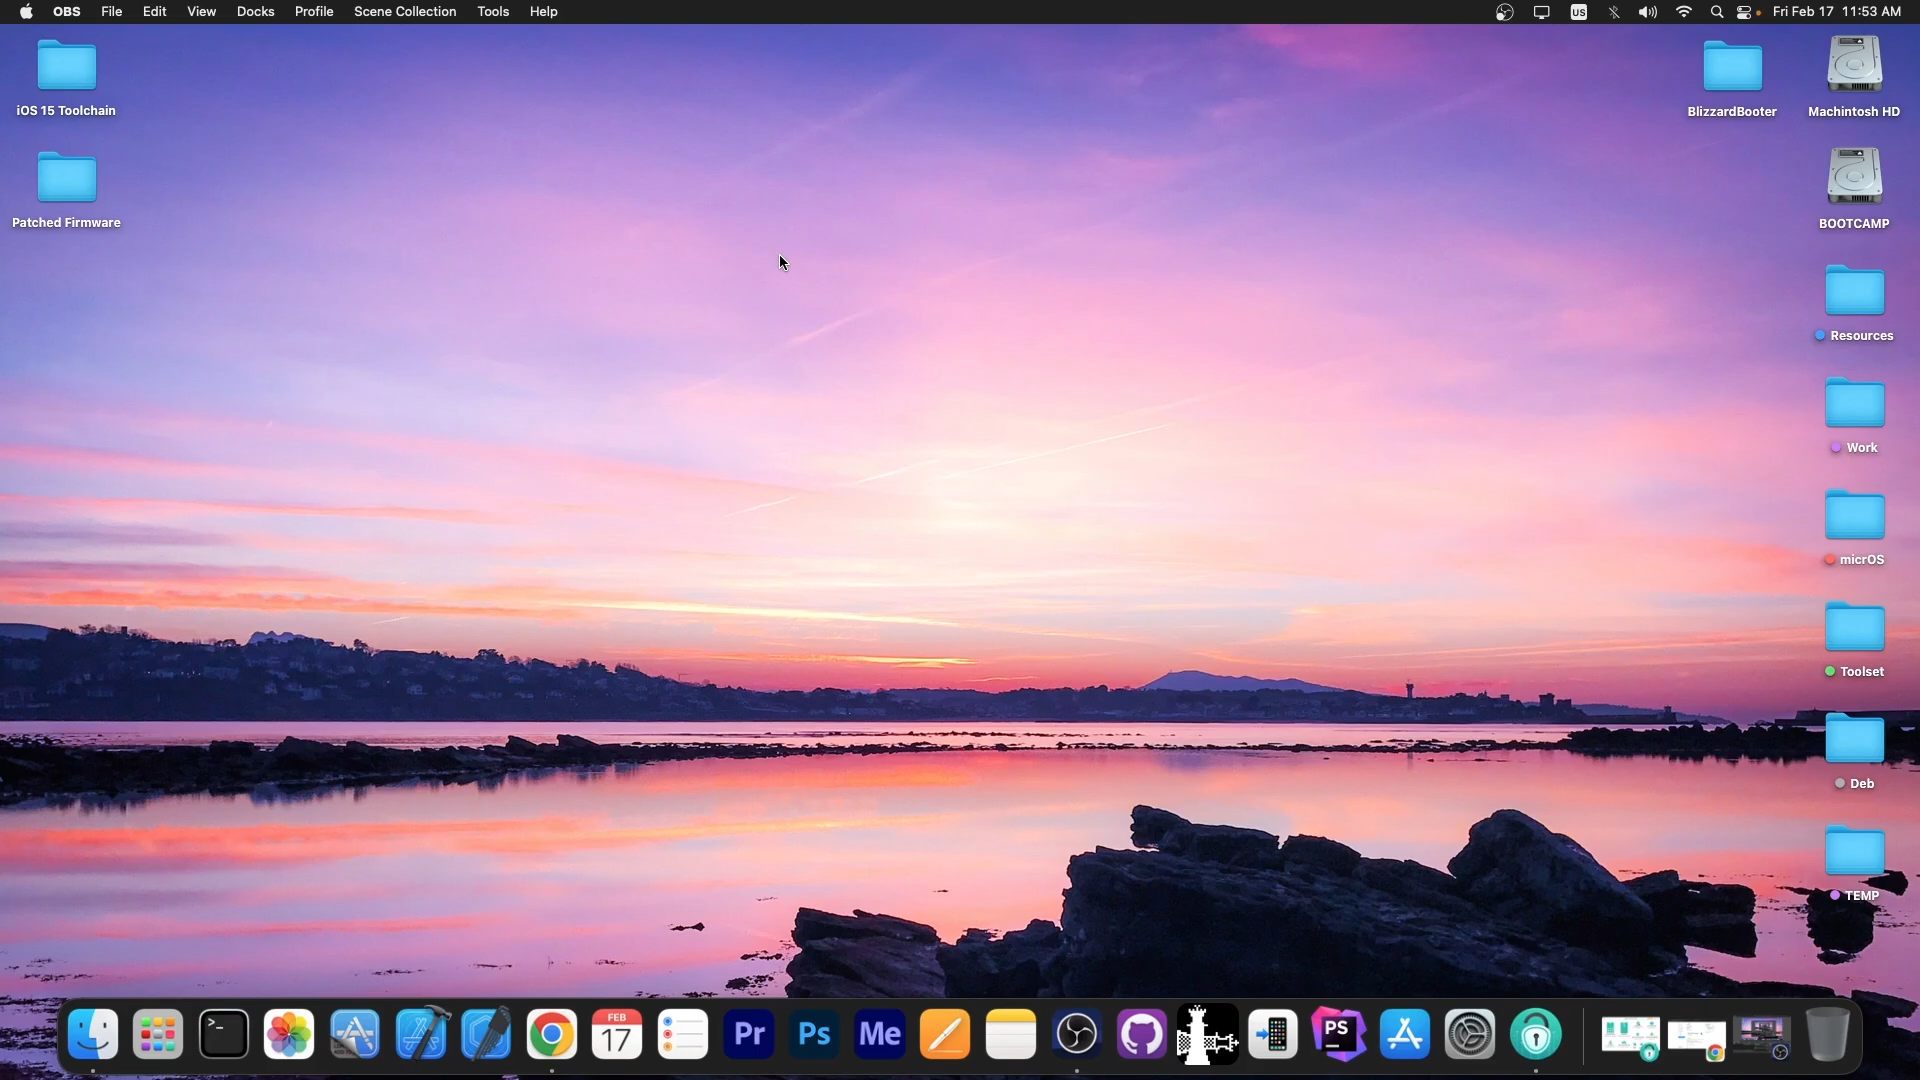 OBS File Edit View Docks Profile Scene Collection Tools Help US Fri Feb 17 11:53 AM
iOS 15 Toolchain
Patched Firmware
BlizzardBooter
Machintosh HD
BOOTCAMP
Resources
Work
micrOS
Toolset
Deb
TEMP
>_
FEB
17
Pr
Ps
Me
PS